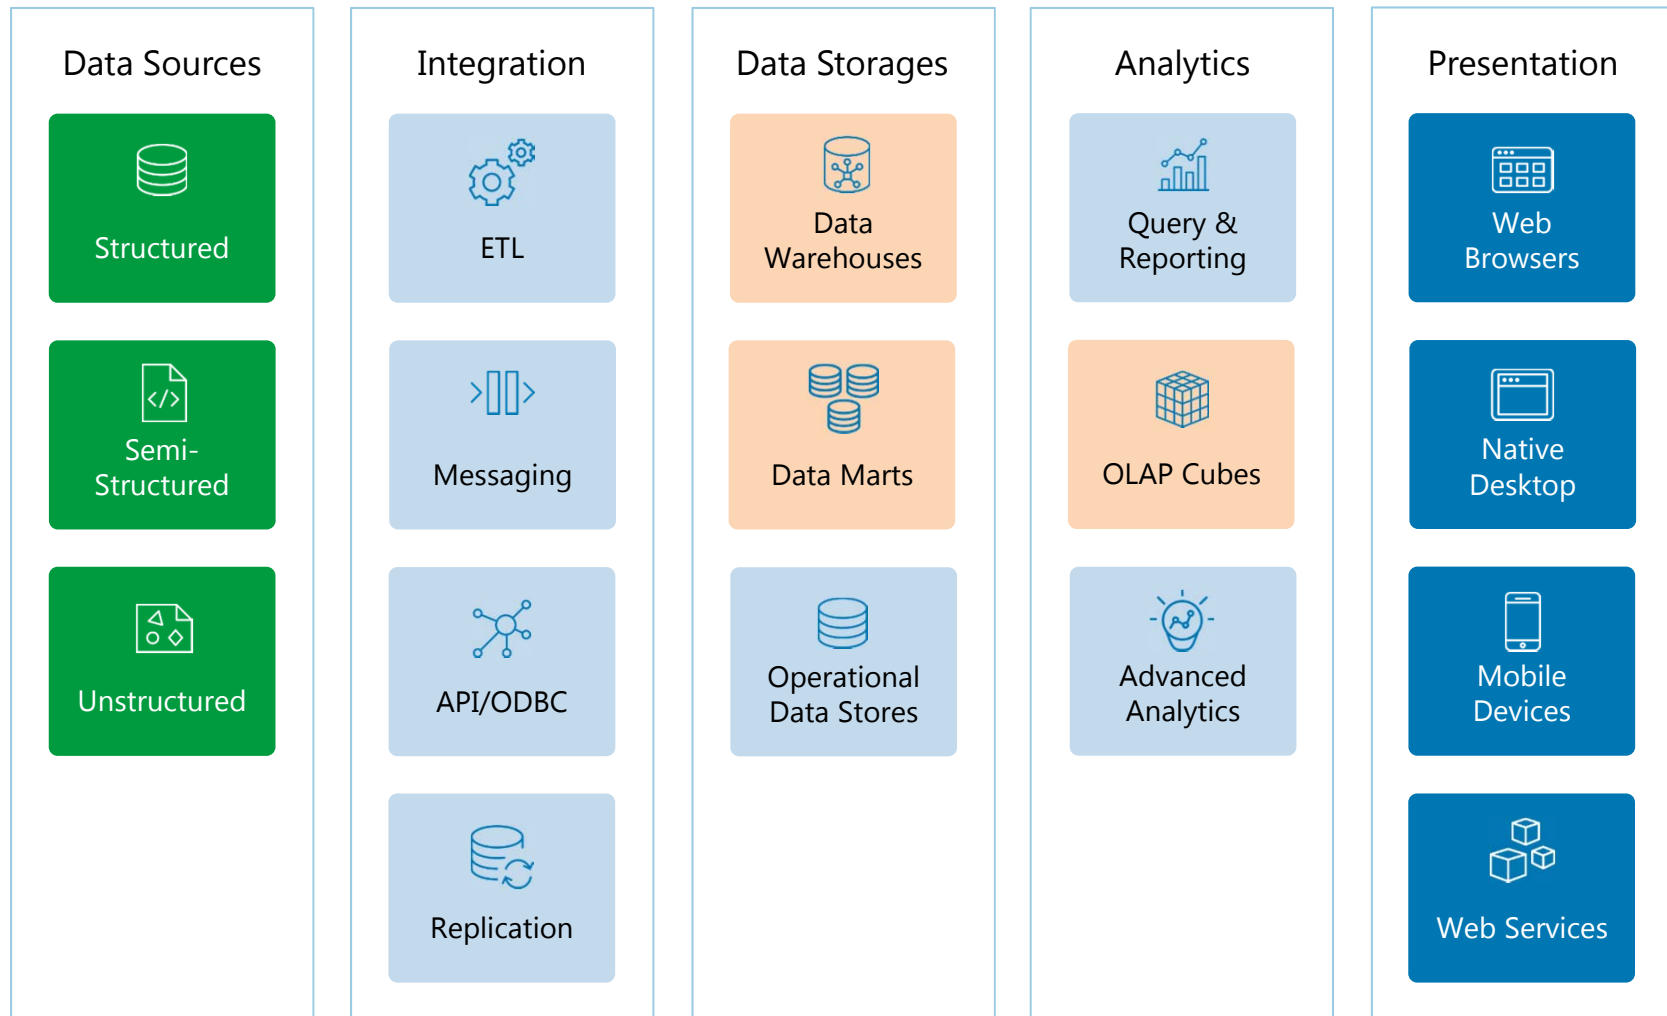 Data Sources
Structured
Semi-
Structured
Unstructured
Integration
ETL
Messaging
API/ODBC
Replication
Data Storages
Data
Warehouses
Data Marts
Operational
Data Stores
Analytics
Query &
Reporting
OLAP Cubes
Advanced
Analytics
Presentation
Web
Browsers
Native
Desktop
Mobile
Devices
Web Services